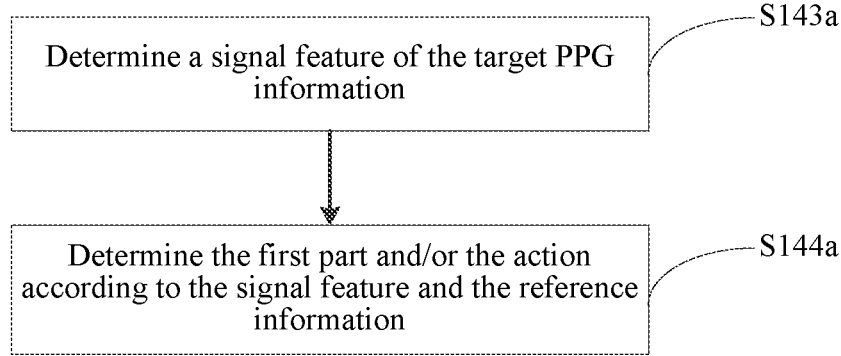 S143a
Determine a signal feature of the target PPG
information
S144a
Determine the first part and/or the action
according to the signal feature and the reference
information